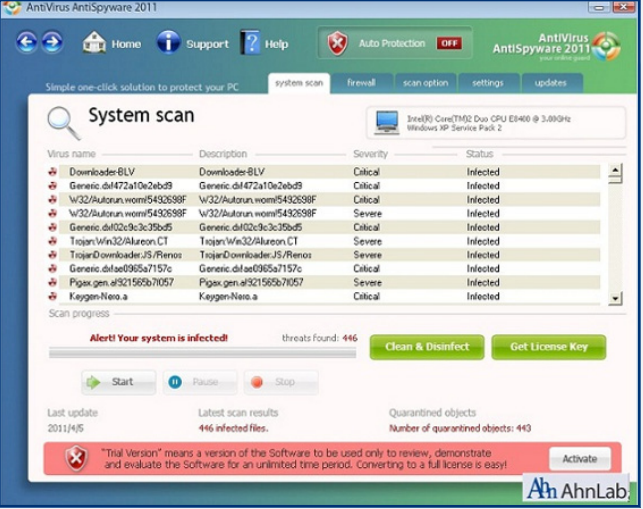 AntiVirus AntiSpyware 2011
Home
Support
Help
Auto Protection OFF
AntiVirus
AntiSpyware 2011
your online guard
Simple one-click solution to protect your PC
system scan
firewall
scan option
settings
updates
System scan
Intel(R) Core(TM)2 Duo CPU E8400 @ 3.00GHz
Windows XP Service Pack 2
Virus name Description Severity Status
Downloader-BLV Downloader-BLV Critical Infected
Generic.dx!472a10e2ebd9 Generic.dx!472a10e2ebd9 Critical Infected
W32/Autorun.worm!5492698F W32/Autorun.worm!5492698F Critical Infected
W32/Autorun.worm!5492698F W32/Autorun.worm!5492698F Severe Infected
Generic.dx!02c9c3c35bd5 Generic.dx!02c9c3c35bd5 Critical Infected
Trojan:Win32/Alureon.CT Trojan:Win32/Alureon.CT Severe Infected
TrojanDownloader:JS/Renos TrojanDownloader:JS/Renos Severe Infected
Generic.dx!ae0965a7157c Generic.dx!ae0965a7157c Critical Infected
Pigax.gen.a!921565b7f057 Pigax.gen.a!921565b7f057 Severe Infected
Keygen-Nero.a Keygen-Nero.a Critical Infected
Scan progress
Alert! Your system is infected! threats found: 446
Clean & Disinfect
Get License Key
Start
Pause
Stop
Last update Latest scan results Quarantined objects
2011/4/5 446 infected files. Number of quarantined objects: 443
"Trial Version" means a version of the Software to be used only to review, demonstrate
and evaluate the Software for an unlimited time period. Converting to a full license is easy!
Activate
Ahn AhnLab